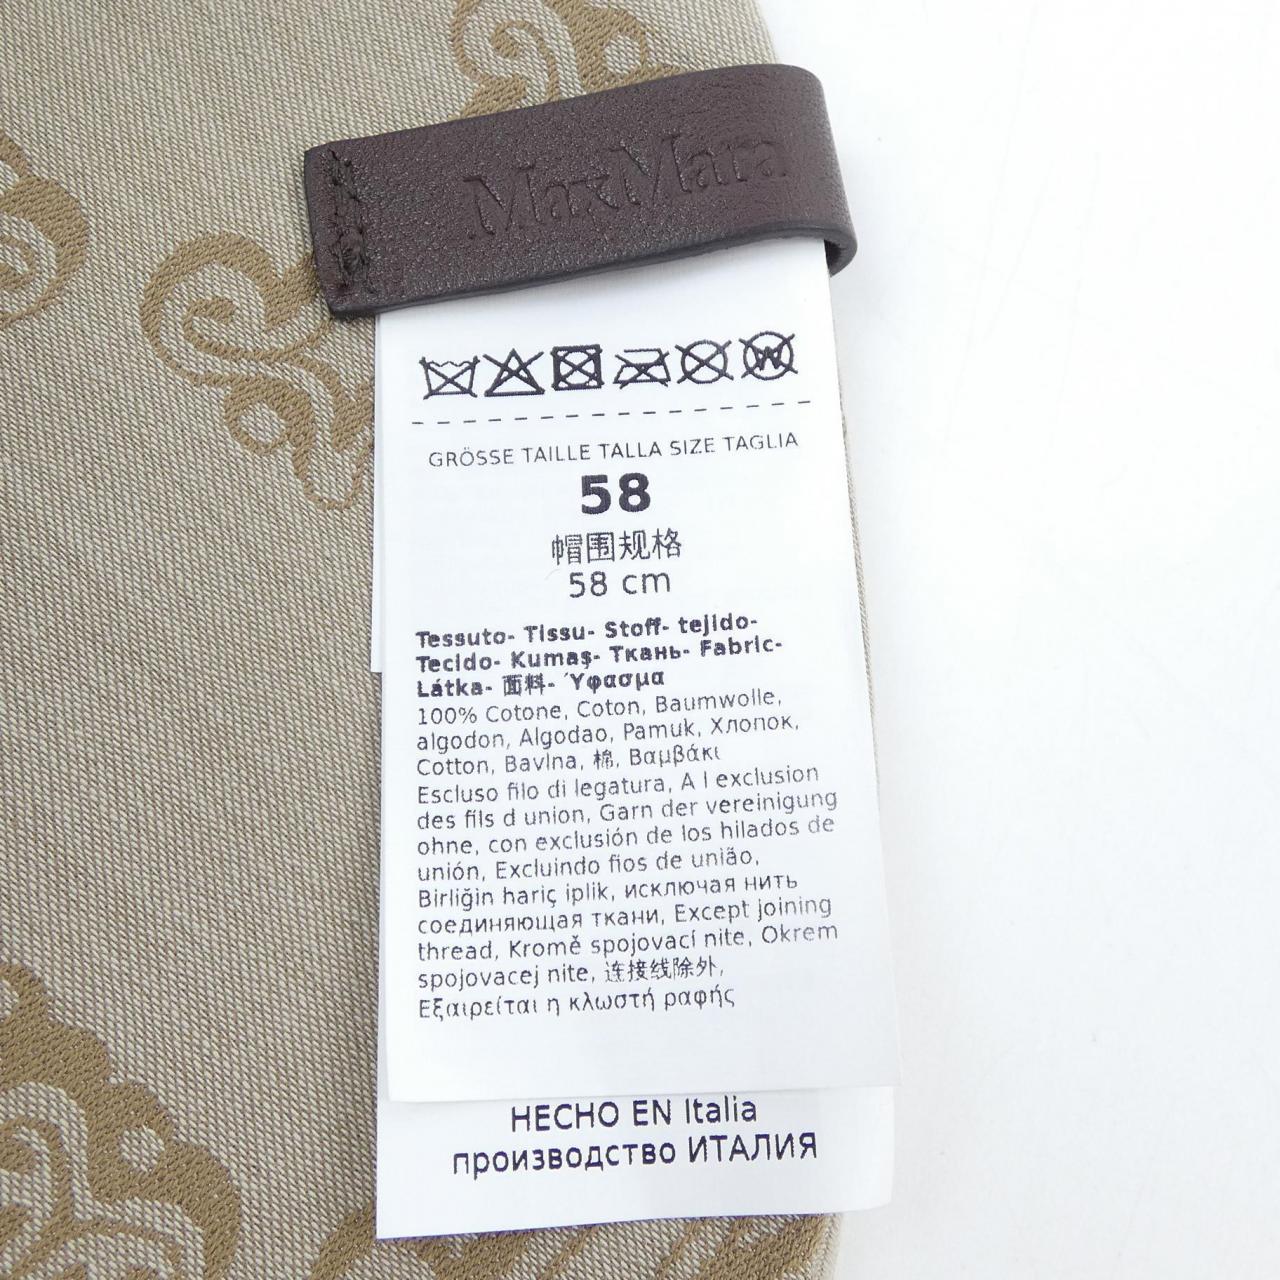 MaxMara
GRÖSSE TAILLE TALLA SIZE TAGLIA
58
帽围规格
58 cm
Tessuto- Tissu- Stoff- tejido-
Tecido- Kumaş- Ткань- Fabric-
Látka- 面料- Ύφασμα
100% Cotone, Coton, Baumwolle,
algodon, Algodao, Pamuk, Хлопок,
Cotton, Bavlna, 棉, Βαμβάκι
Escluso filo di legatura, A l exclusion
des fils d union, Garn der vereinigung
ohne, con exclusión de los hilados de
unión, Excluindo fios de união,
Birliğin hariç iplik, исключая нить
соединяющая ткани, Except joining
thread, Kromě spojovací nite, Okrem
spojovacej nite, 连接线除外,
Εξαιρείται η κλωστή ραφής
HECHO EN Italia
производство ИТАЛИЯ